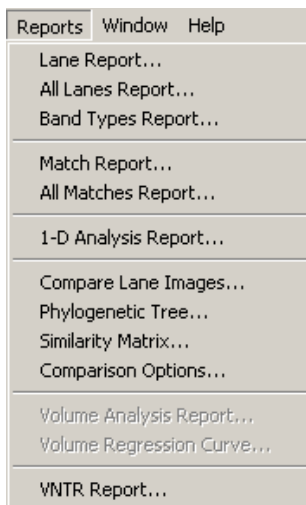 Reports Window Help
Lane Report...
All Lanes Report...
Band Types Report...
Match Report...
All Matches Report...
1-D Analysis Report...
Compare Lane Images...
Phylogenetic Tree...
Similarity Matrix...
Comparison Options...
Volume Analysis Report...
Volume Regression Curve...
VNTR Report...